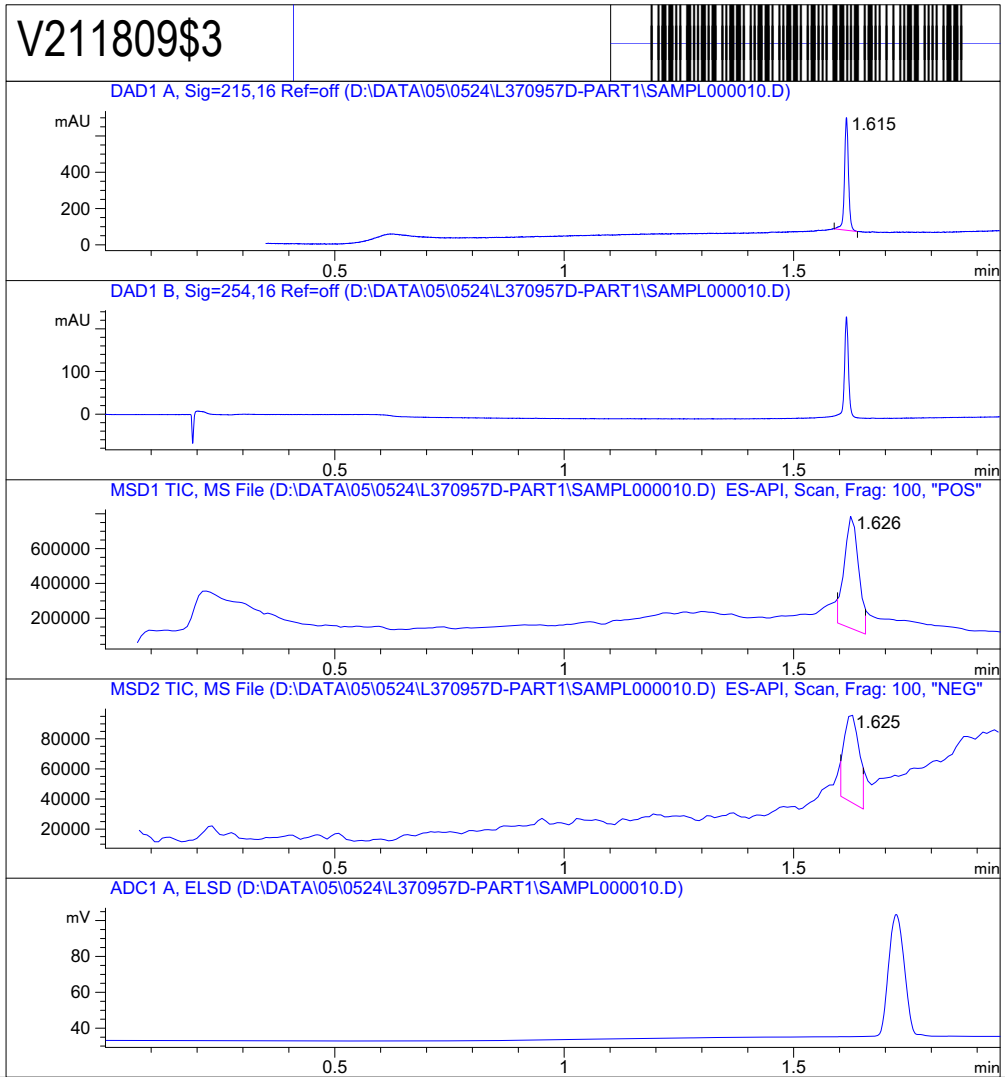 V211809$3
DAD1 A, Sig=215,16 Ref=off (D:\DATA\05\0524\L370957D-PART1\SAMPL000010.D)
mAU
1.615
400
200
0
0.5 1 1.5 min
DAD1 B, Sig=254,16 Ref=off (D:\DATA\05\0524\L370957D-PART1\SAMPL000010.D)
mAU
100
0
0.5 1 1.5 min
MSD1 TIC, MS File (D:\DATA\05\0524\L370957D-PART1\SAMPL000010.D) ES-API, Scan, Frag: 100, "POS"
1.626
600000
400000
200000
0.5 1 1.5 min
MSD2 TIC, MS File (D:\DATA\05\0524\L370957D-PART1\SAMPL000010.D) ES-API, Scan, Frag: 100, "NEG"
1.625
80000
60000
40000
20000
0.5 1 1.5 min
ADC1 A, ELSD (D:\DATA\05\0524\L370957D-PART1\SAMPL000010.D)
mV
80
60
40
0.5 1 1.5 min